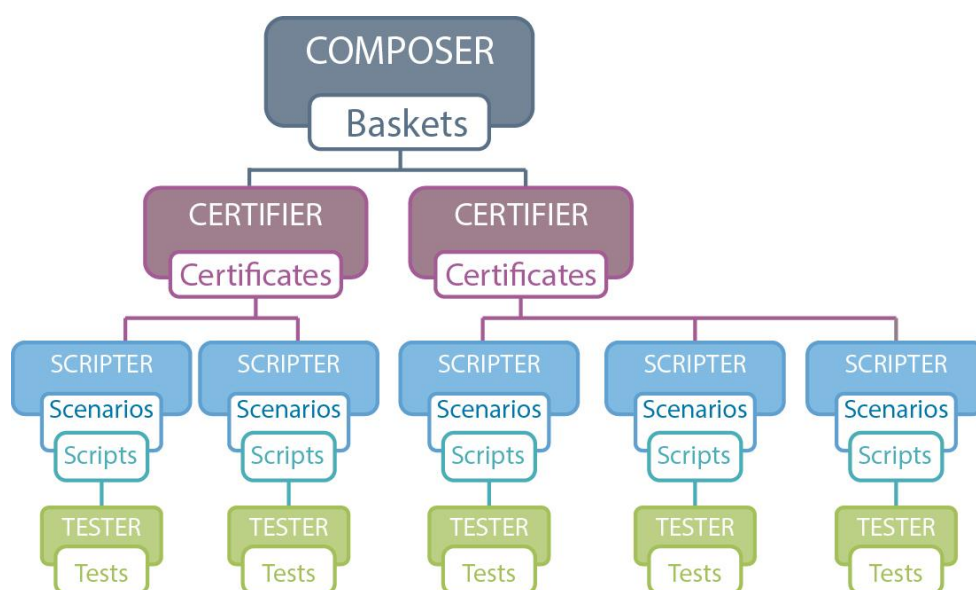 COMPOSER
Baskets
CERTIFIER CERTIFIER
Certificates Certificates
SCRIPTER SCRIPTER SCRIPTER SCRIPTER SCRIPTER
Scenarios Scenarios Scenarios Scenarios Scenarios
Scripts Scripts Scripts Scripts Scripts
TESTER TESTER TESTER TESTER TESTER
Tests Tests Tests Tests Tests